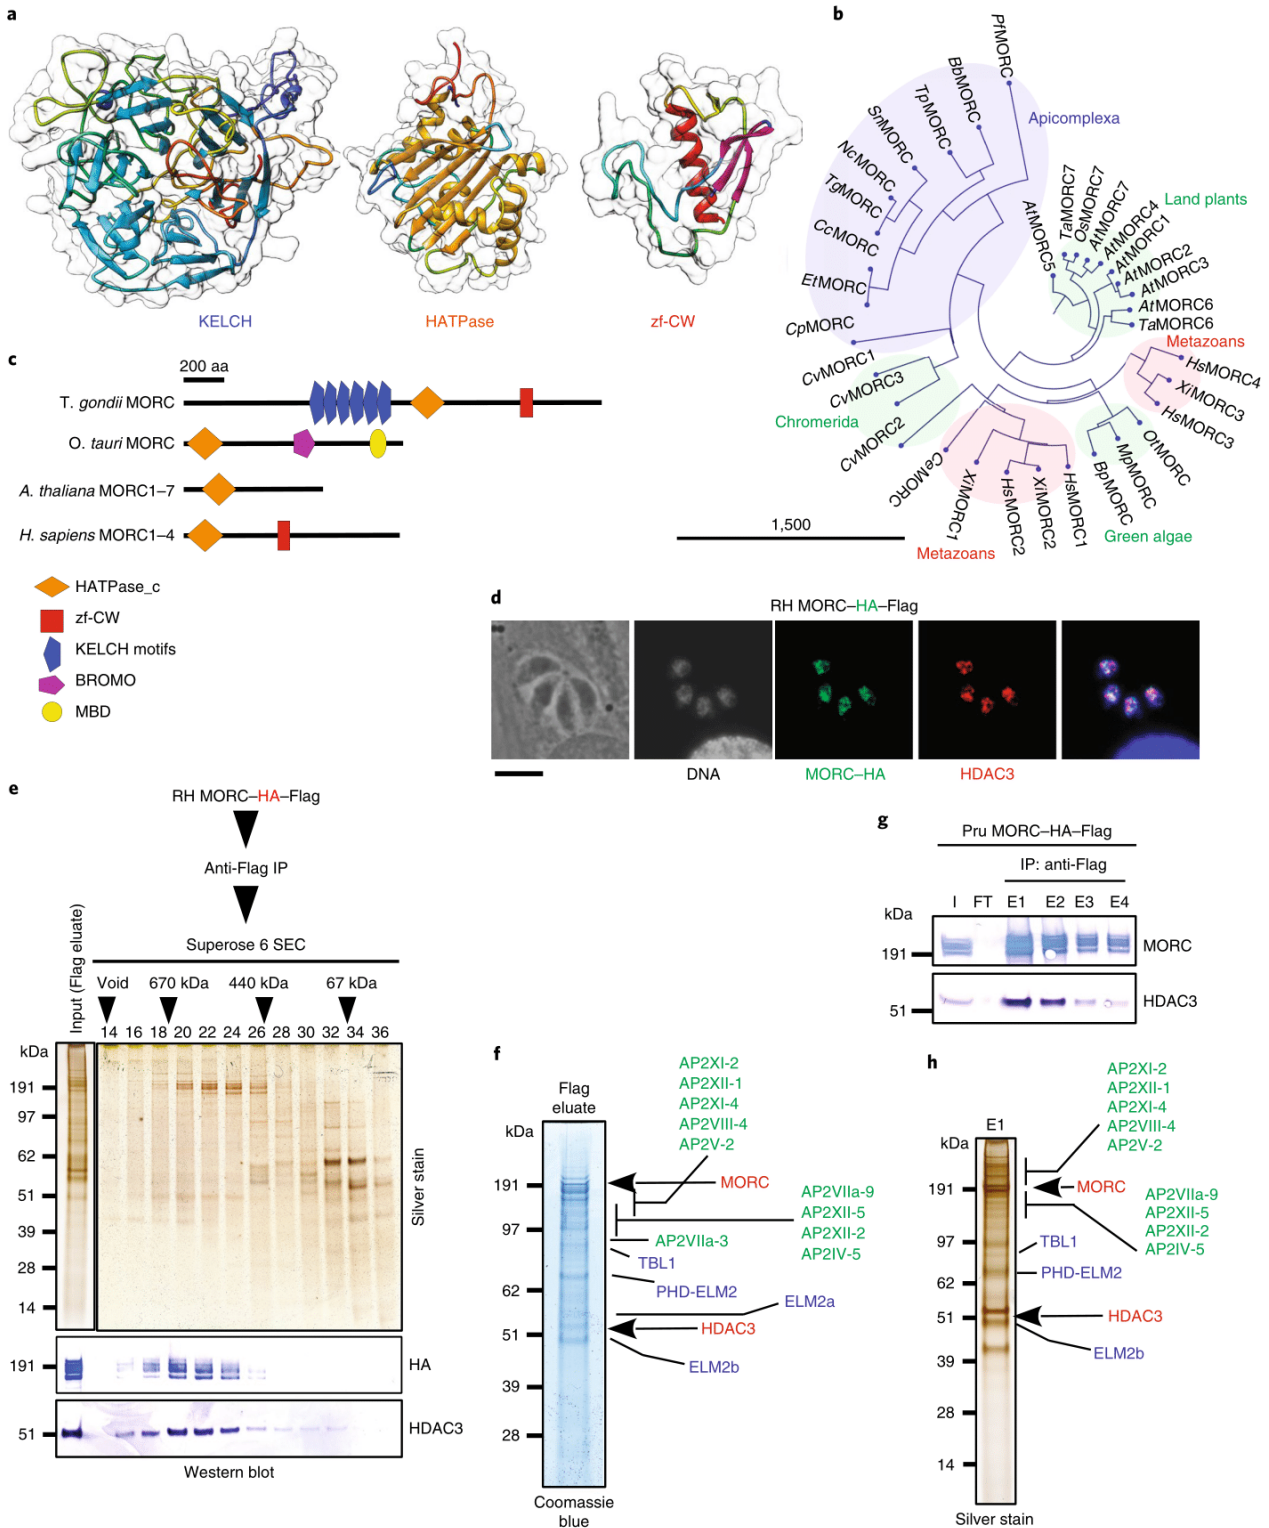 a
KELCH
HATPase
zf-CW
b
PfMORC
BbMORC
TpMORC
SnMORC
NcMORC
TgMORC
CcMORC
EtMORC
CpMORC
CvMORC1
CvMORC3
CvMORC2
CeMORC
XiMORC1
HsMORC2
XiMORC2
HsMORC1
BpMORC
MpMORC
OtMORC
HsMORC3
XiMORC3
HsMORC4
TaMORC6
AtMORC6
AtMORC3
AtMORC2
AtMORC1
AtMORC4
AtMORC7
OsMORC7
TaMORC7
AtMORC5
Apicomplexa
Land plants
Metazoans
Chromerida
Metazoans
Green algae
1,500
c
200 aa
T. gondii MORC
O. tauri MORC
A. thaliana MORC1–7
H. sapiens MORC1–4
HATPase_c
zf-CW
KELCH motifs
BROMO
MBD
d
RH MORC–HA–Flag
DNA
MORC–HA
HDAC3
e
RH MORC–HA–Flag
Anti-Flag IP
Superose 6 SEC
Input (Flag eluate)
Void 670 kDa 440 kDa 67 kDa
14 16 18 20 22 24 26 28 30 32 34 36
kDa
191
97
62
51
39
28
14
Silver stain
191
HA
51
HDAC3
Western blot
f
Flag
eluate
kDa
191
97
62
51
39
28
AP2XI-2
AP2XII-1
AP2XI-4
AP2VIII-4
AP2V-2
MORC
AP2VIIa-9
AP2XII-5
AP2XII-2
AP2IV-5
AP2VIIa-3
TBL1
PHD-ELM2
ELM2a
HDAC3
ELM2b
Coomassie
blue
g
Pru MORC–HA–Flag
IP: anti-Flag
I FT E1 E2 E3 E4
kDa
191
MORC
51
HDAC3
h
E1
kDa
191
97
62
51
39
28
14
AP2XI-2
AP2XII-1
AP2XI-4
AP2VIII-4
AP2V-2
MORC
AP2VIIa-9
AP2XII-5
AP2XII-2
AP2IV-5
TBL1
PHD-ELM2
HDAC3
ELM2b
Silver stain